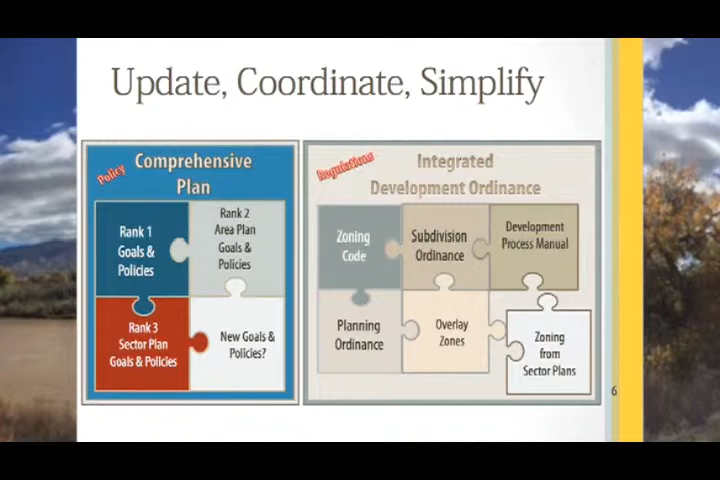 Update, Coordinate, Simplify
Policy
Comprehensive
Plan
Rank 1
Goals &
Policies
Rank 2
Area Plan
Goals &
Policies
Rank 3
Sector Plan
Goals & Policies
New Goals &
Policies?
Regulations
Integrated
Development Ordinance
Zoning
Code
Subdivision
Ordinance
Development
Process Manual
Planning
Ordinance
Overlay
Zones
Zoning
from
Sector Plans
6